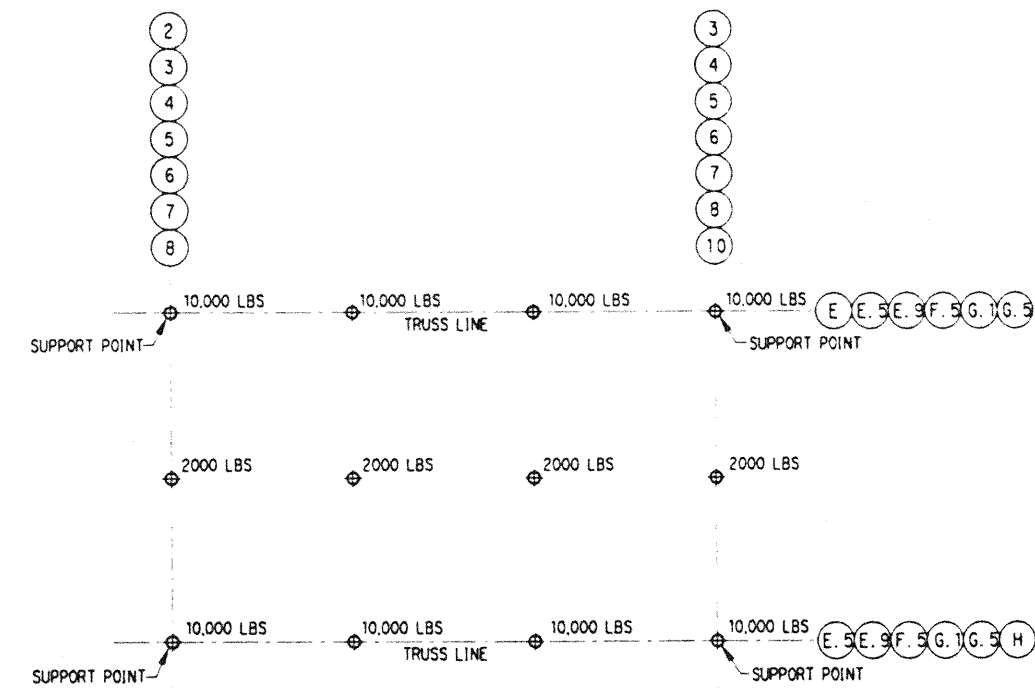 2 3
3 4
4 5
5 6
6 7
7 8
8 10
10,000 LBS 10,000 LBS 10,000 LBS 10,000 LBS E E.5 E.9 F.5 G.1 G.5
TRUSS LINE
SUPPORT POINT SUPPORT POINT
2000 LBS 2000 LBS 2000 LBS 2000 LBS
10,000 LBS 10,000 LBS 10,000 LBS 10,000 LBS E.5 E.9 F.5 G.1 G.5 H
TRUSS LINE
SUPPORT POINT SUPPORT POINT